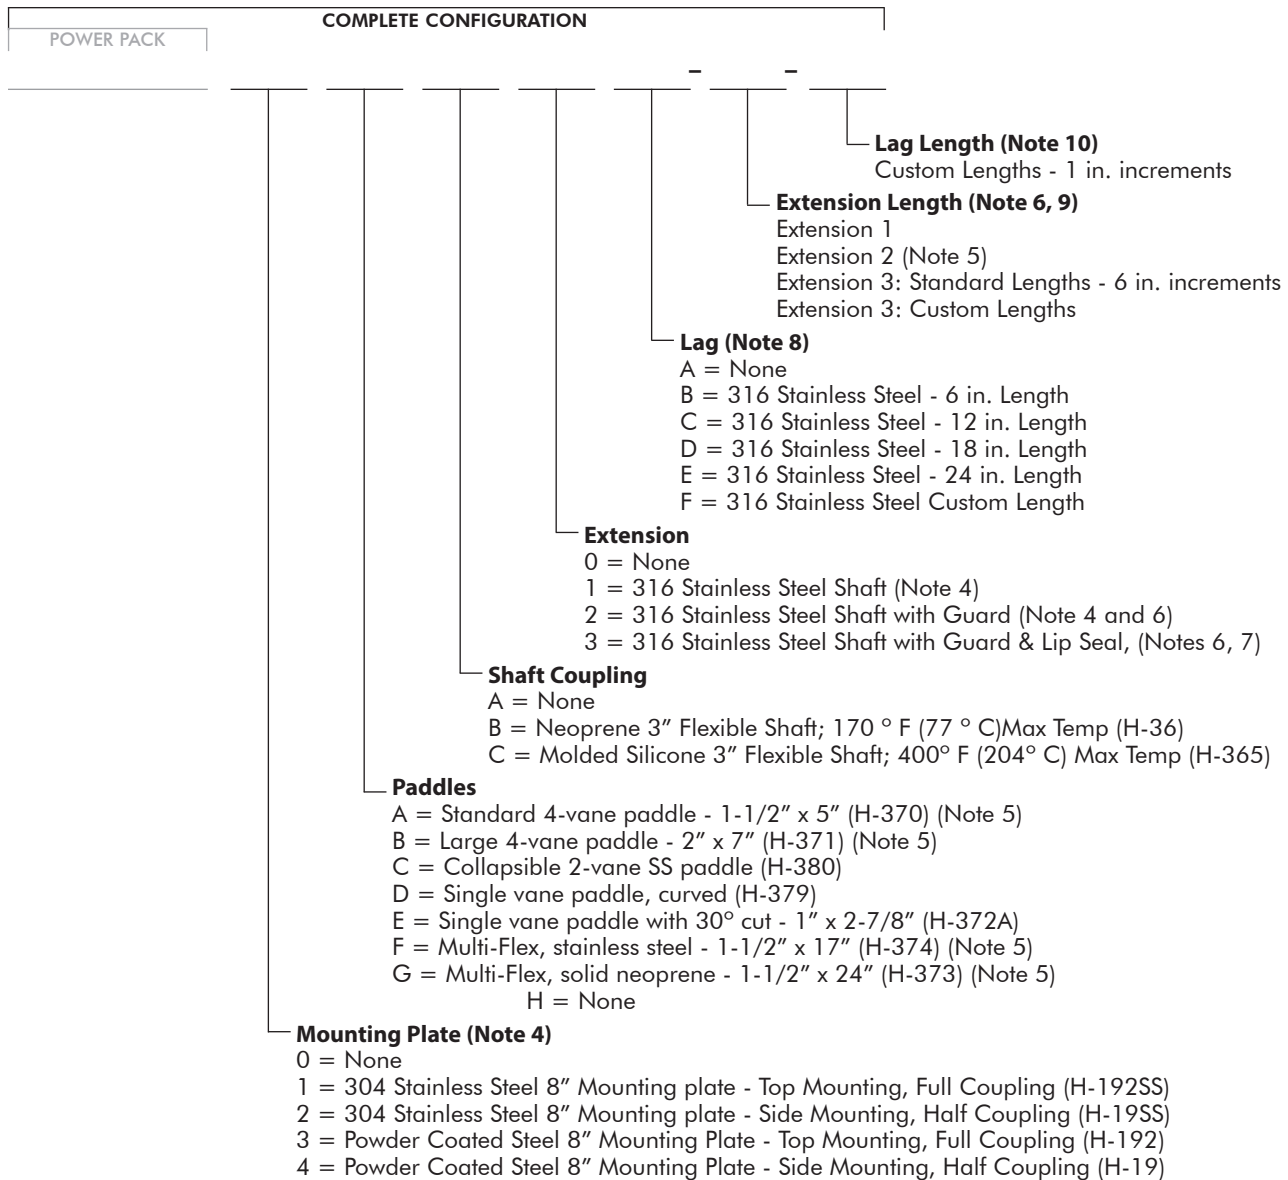 COMPLETE CONFIGURATION
POWER PACK
– –
Lag Length (Note 10)
Custom Lengths - 1 in. increments
Extension Length (Note 6, 9)
Extension 1
Extension 2 (Note 5)
Extension 3: Standard Lengths - 6 in. increments
Extension 3: Custom Lengths
Lag (Note 8)
A = None
B = 316 Stainless Steel - 6 in. Length
C = 316 Stainless Steel - 12 in. Length
D = 316 Stainless Steel - 18 in. Length
E = 316 Stainless Steel - 24 in. Length
F = 316 Stainless Steel Custom Length
Extension
0 = None
1 = 316 Stainless Steel Shaft (Note 4)
2 = 316 Stainless Steel Shaft with Guard (Note 4 and 6)
3 = 316 Stainless Steel Shaft with Guard & Lip Seal, (Notes 6, 7)
Shaft Coupling
A = None
B = Neoprene 3” Flexible Shaft; 170 º F (77 º C)Max Temp (H-36)
C = Molded Silicone 3” Flexible Shaft; 400º F (204º C) Max Temp (H-365)
Paddles
A = Standard 4-vane paddle - 1-1/2” x 5” (H-370) (Note 5)
B = Large 4-vane paddle - 2” x 7” (H-371) (Note 5)
C = Collapsible 2-vane SS paddle (H-380)
D = Single vane paddle, curved (H-379)
E = Single vane paddle with 30º cut - 1” x 2-7/8” (H-372A)
F = Multi-Flex, stainless steel - 1-1/2” x 17” (H-374) (Note 5)
G = Multi-Flex, solid neoprene - 1-1/2” x 24” (H-373) (Note 5)
H = None
Mounting Plate (Note 4)
0 = None
1 = 304 Stainless Steel 8” Mounting plate - Top Mounting, Full Coupling (H-192SS)
2 = 304 Stainless Steel 8” Mounting plate - Side Mounting, Half Coupling (H-19SS)
3 = Powder Coated Steel 8” Mounting Plate - Top Mounting, Full Coupling (H-192)
4 = Powder Coated Steel 8” Mounting Plate - Side Mounting, Half Coupling (H-19)